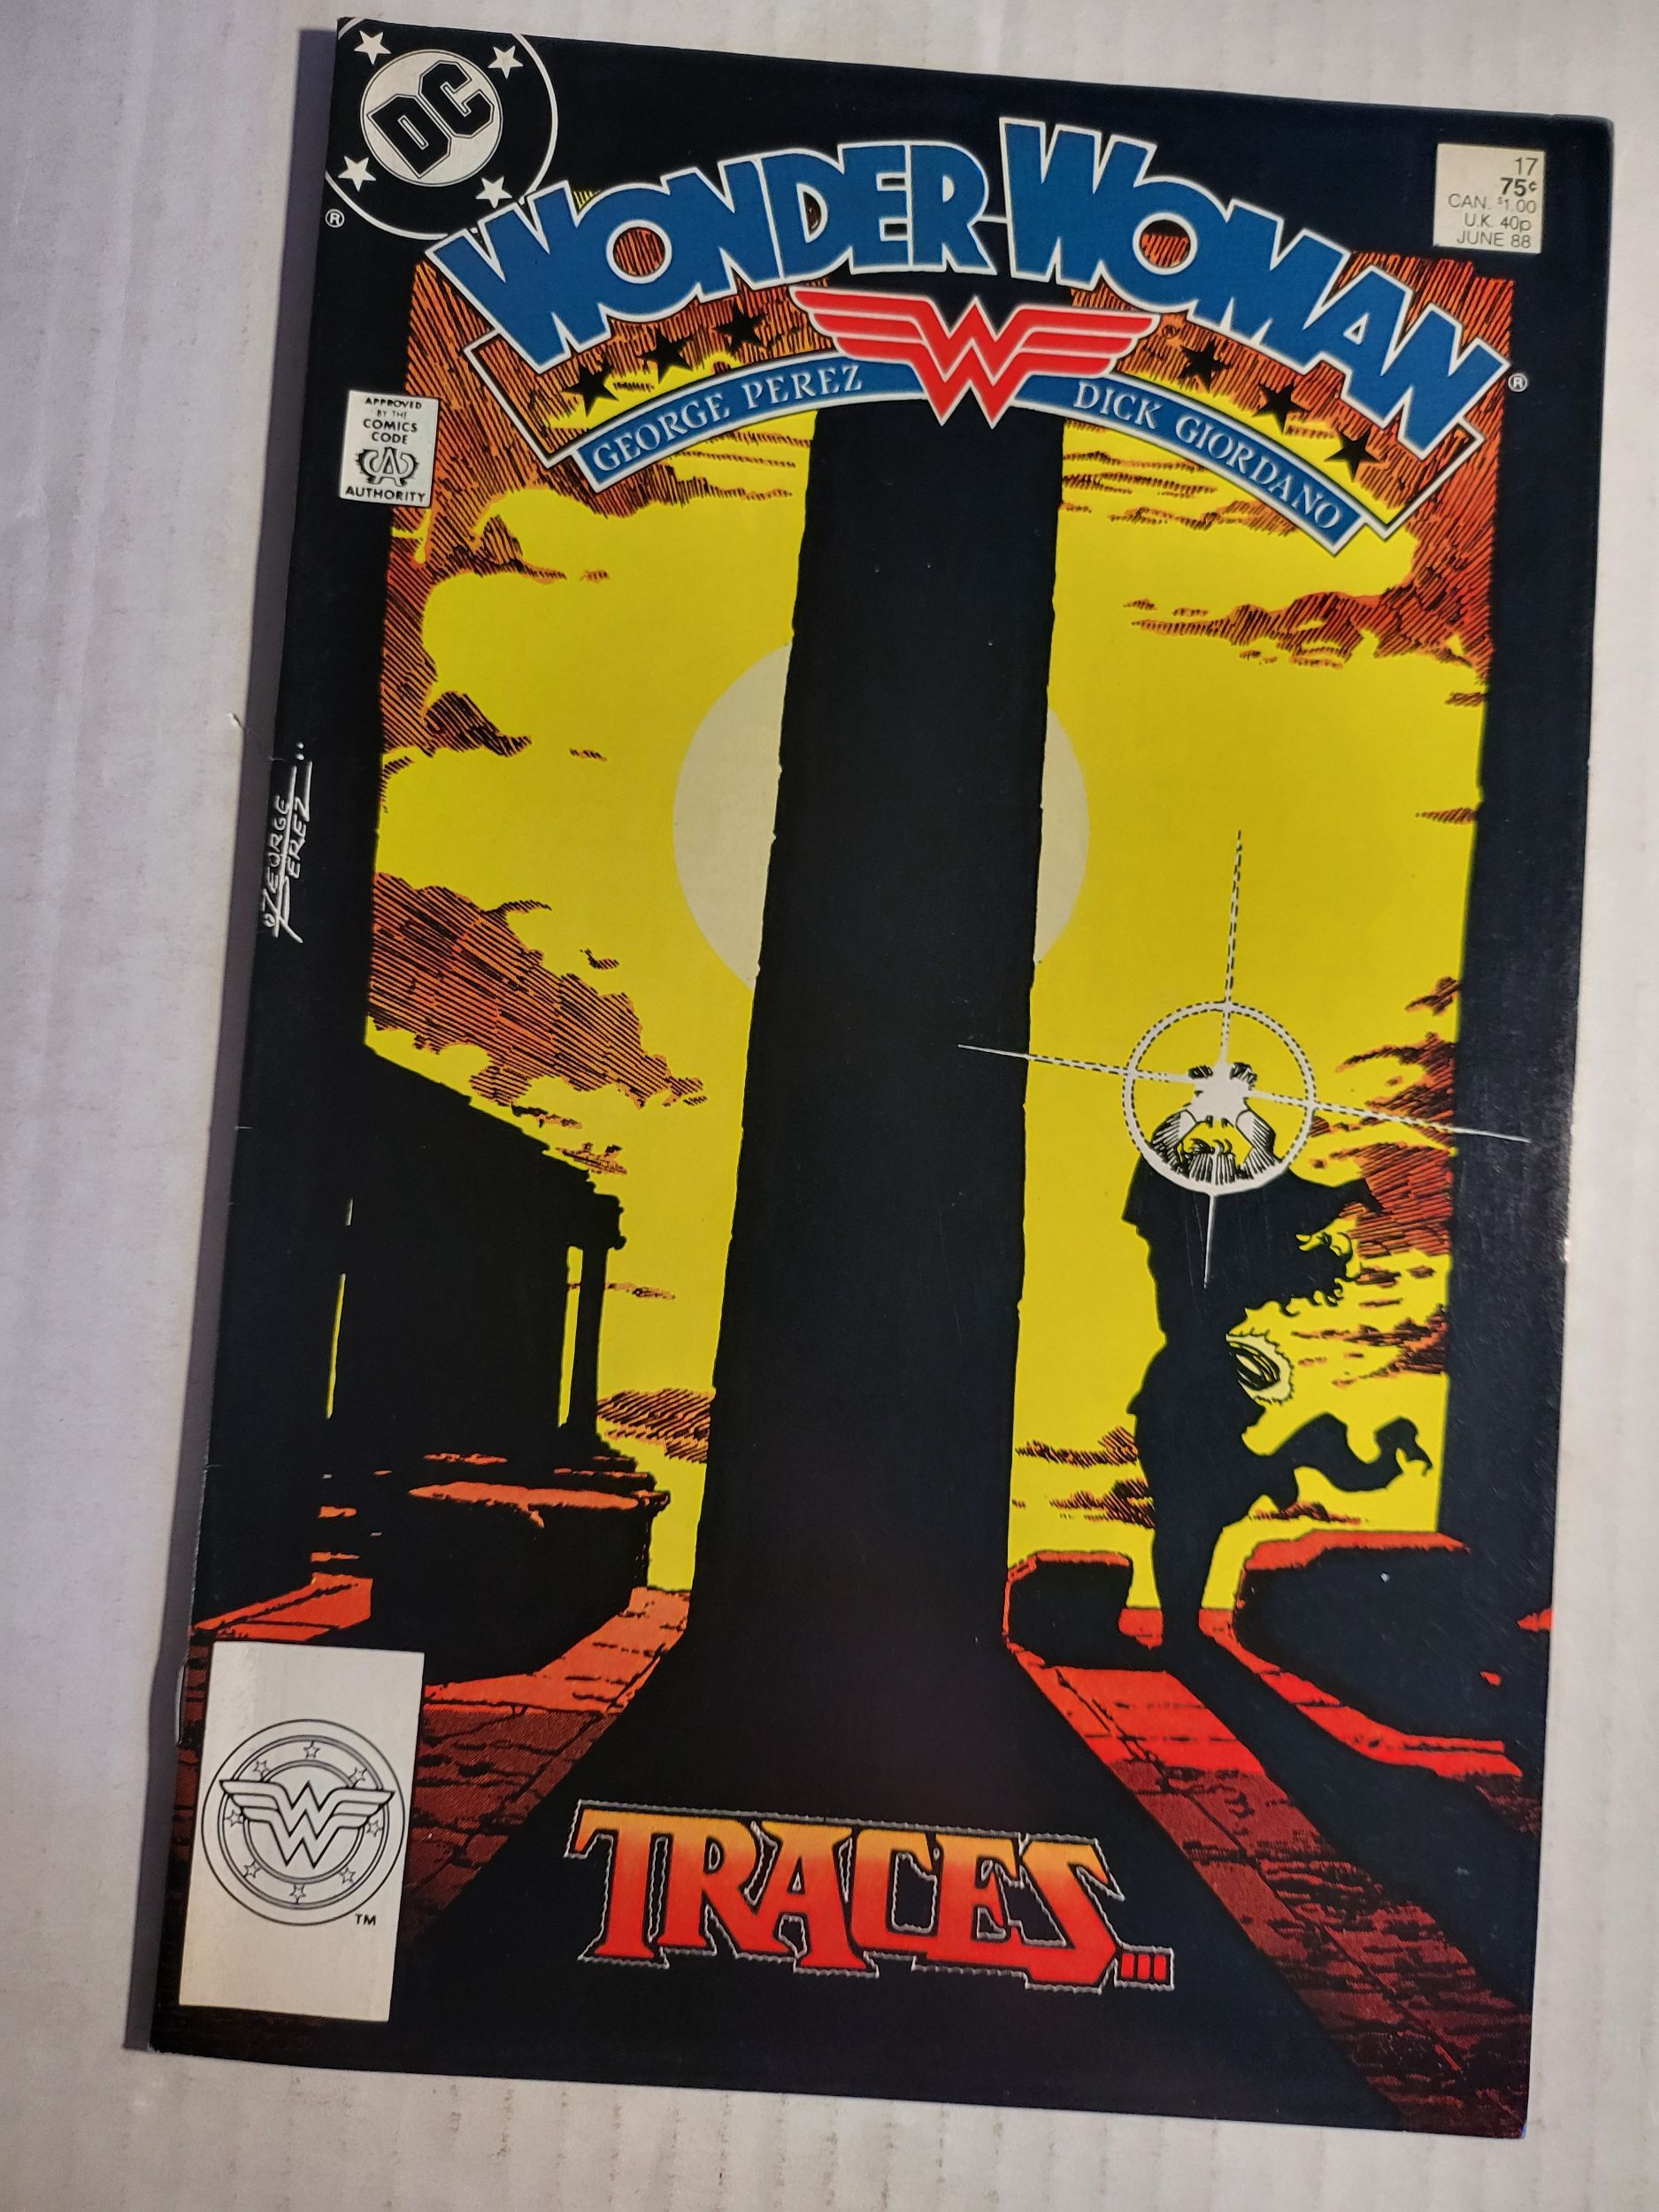 DC
®
WONDER WOMAN
®
17
75¢
CAN. $1.00
U.K. 40p
JUNE 88
W
®
GEORGE PEREZ
DICK GIORDANO
APPROVED
BY THE
COMICS
CODE
A
AUTHORITY
GEORGE
PEREZ
W
TM
TRACES...